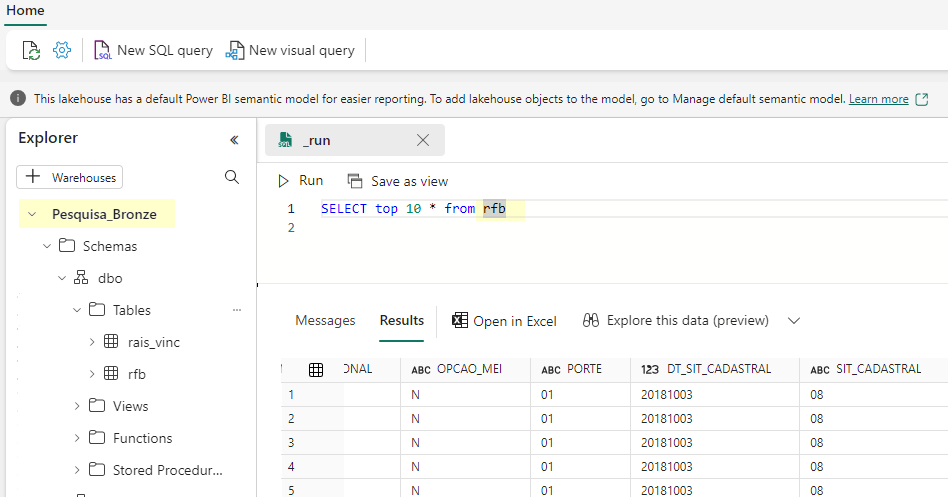 Home
New SQL query New visual query
This lakehouse has a default Power BI semantic model for easier reporting. To add lakehouse objects to the model, go to Manage default semantic model. Learn more
Explorer
+ Warehouses
Pesquisa_Bronze
Schemas
dbo
Tables
rais_vinc
rfb
Views
Functions
Stored Procedur...
_run
Run Save as view
1 SELECT top 10 * from rfb
2
Messages Results Open in Excel Explore this data (preview)
ONAL ABC OPCAO_MEI ABC PORTE 123 DT_SIT_CADASTRAL ABC SIT_CADASTRAL
1 N 01 20181003 08
2 N 01 20181003 08
3 N 01 20181003 08
4 N 01 20181003 08
5 N 01 20181003 08